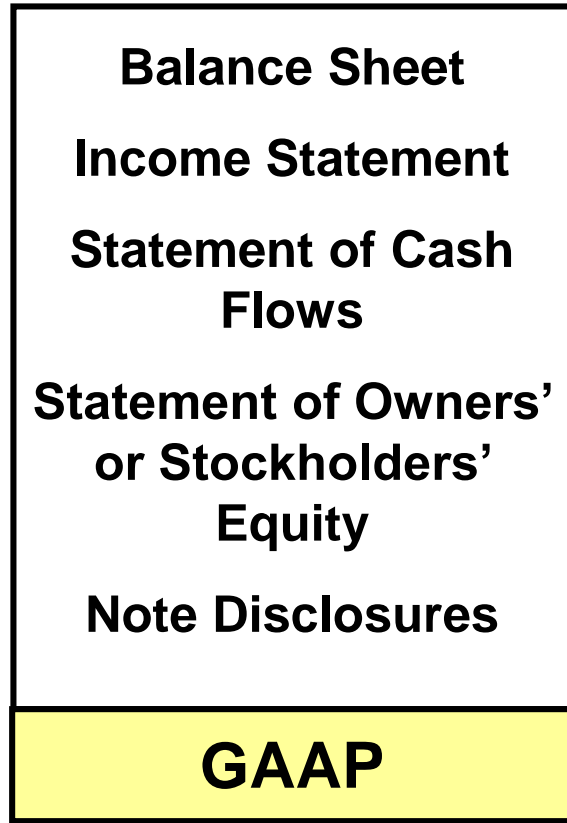 Balance Sheet
Income Statement
Statement of Cash
Flows
Statement of Owners’
or Stockholders’
Equity
Note Disclosures
GAAP